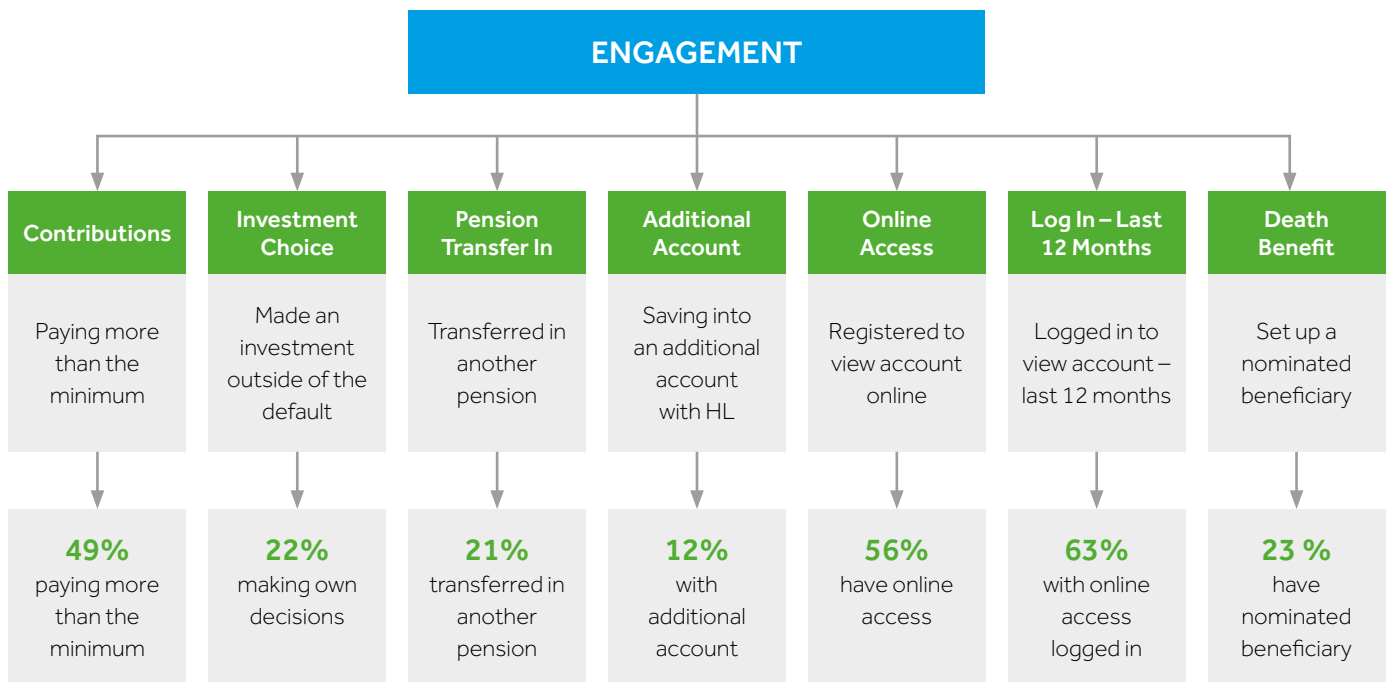 ENGAGEMENT
Contributions
Investment
Choice
Pension
Transfer In
Additional
Account
Online
Access
Log In – Last
12 Months
Death
Benefit
Paying more
than the
minimum
Made an
investment
outside of the
default
Transferred in
another
pension
Saving into
an additional
account
with HL
Registered to
view account
online
Logged in to
view account –
last 12 months
Set up a
nominated
beneficiary
49%
paying more
than the
minimum
22%
making own
decisions
21%
transferred in
another
pension
12%
with
additional
account
56%
have online
access
63%
with online
access
logged in
23 %
have
nominated
beneficiary